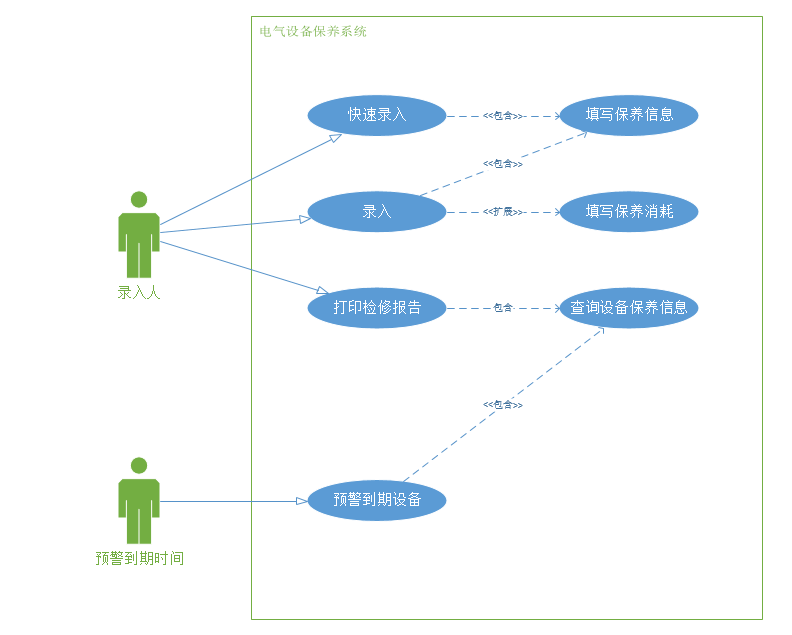 电气设备保养系统
快速录入
<<包含>>
填写保养信息
<<包含>>
录入
<<扩展>>
填写保养消耗
录入人
打印检修报告
包含
查询设备保养信息
<<包含>>
预警到期设备
预警到期时间